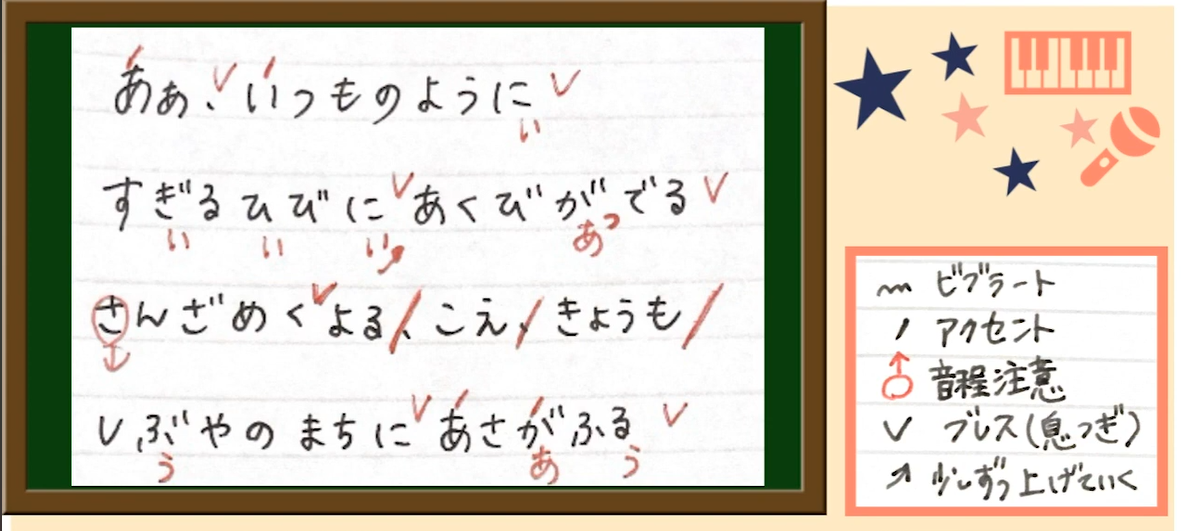 ああ、いつものように
い
すぎるひびにあくびがでる
い い い あっ
さんざめくよる、こえ、きょうも
しぶやのまちにあさがふる
う あ う
ビブラート
アクセント
音程注意
ブレス(息つぎ)
少しずつ上げていく